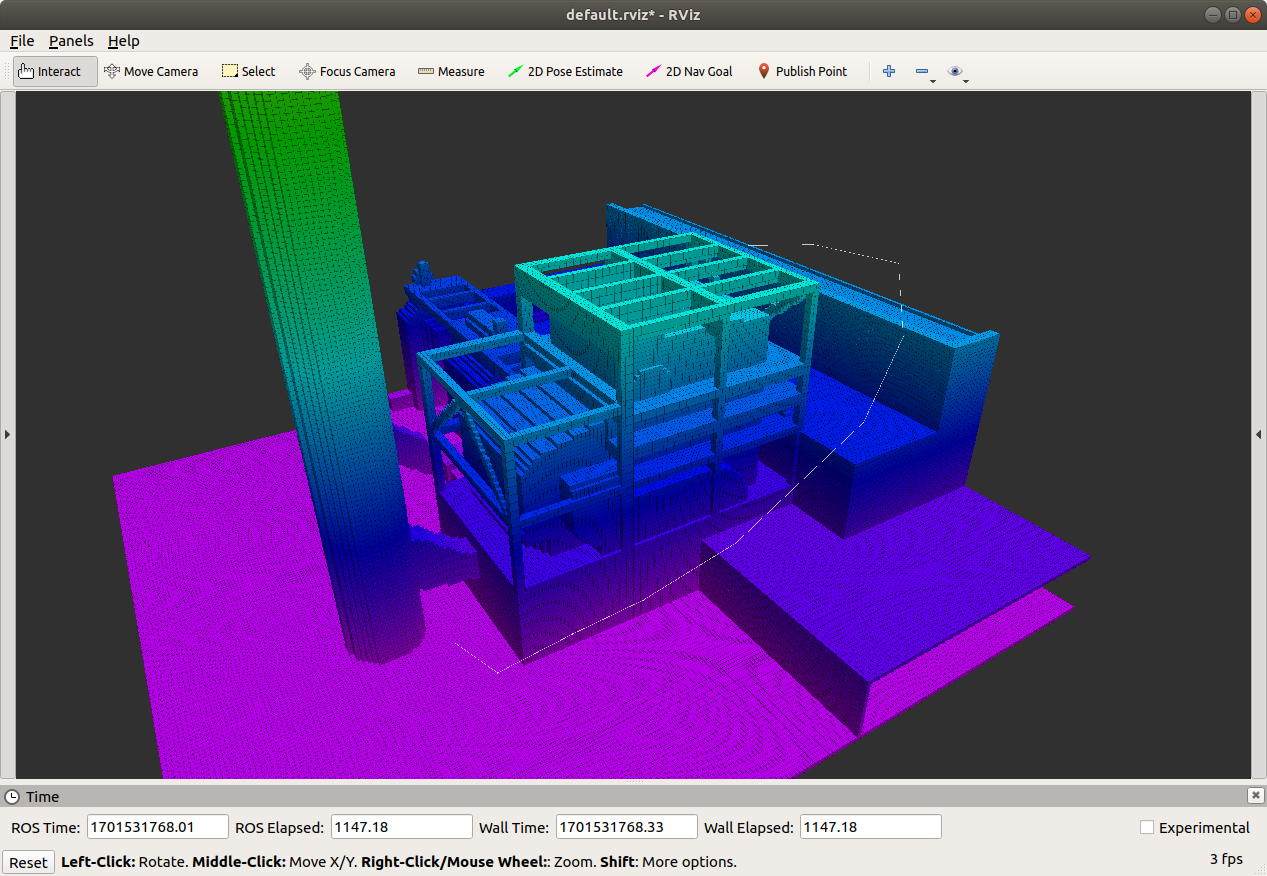 default.rviz* - RViz
File Panels Help
Interact Move Camera Select Focus Camera Measure 2D Pose Estimate 2D Nav Goal Publish Point
Time
ROS Time: 1701531768.01 ROS Elapsed: 1147.18 Wall Time: 1701531768.33 Wall Elapsed: 1147.18 Experimental
Reset Left-Click: Rotate. Middle-Click: Move X/Y. Right-Click/Mouse Wheel:: Zoom. Shift: More options. 3 fps